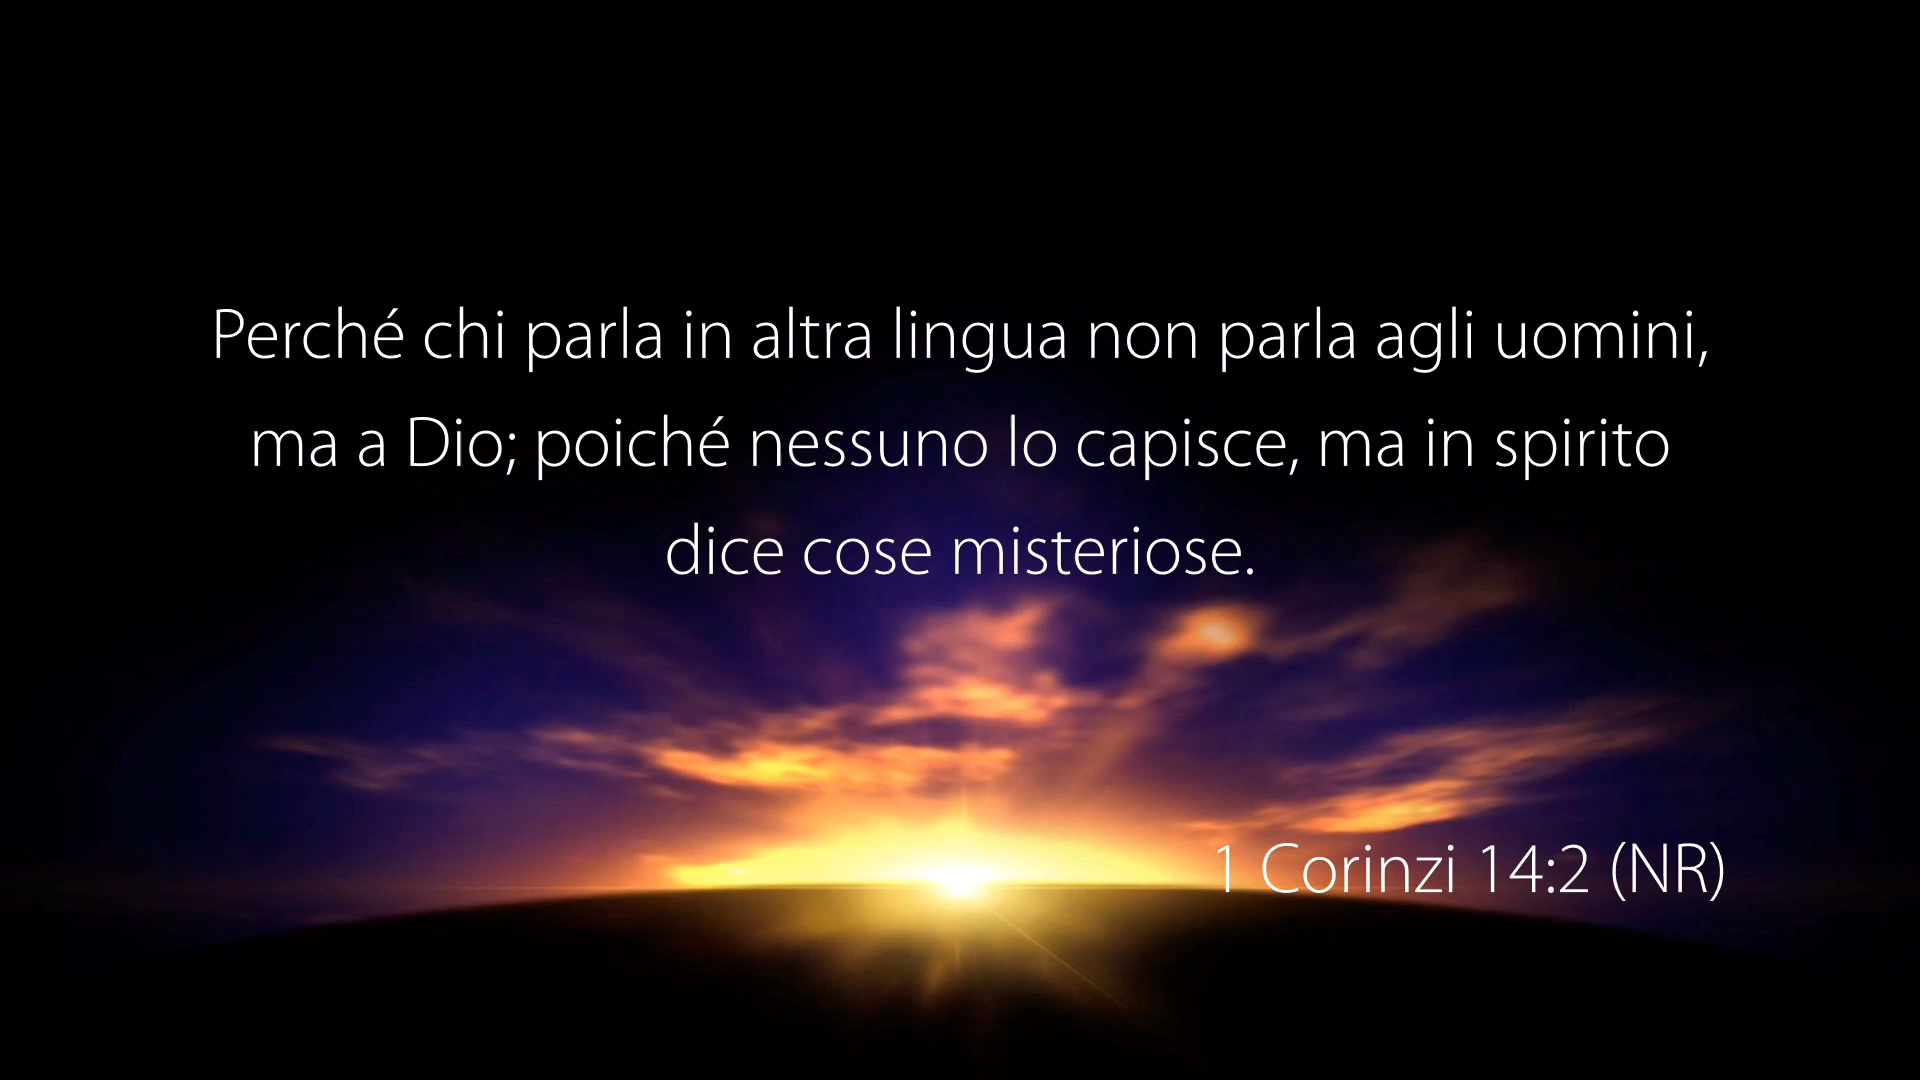 Perché chi parla in altra lingua non parla agli uomini,
ma a Dio; poiché nessuno lo capisce, ma in spirito
dice cose misteriose.
1 Corinzi 14:2 (NR)